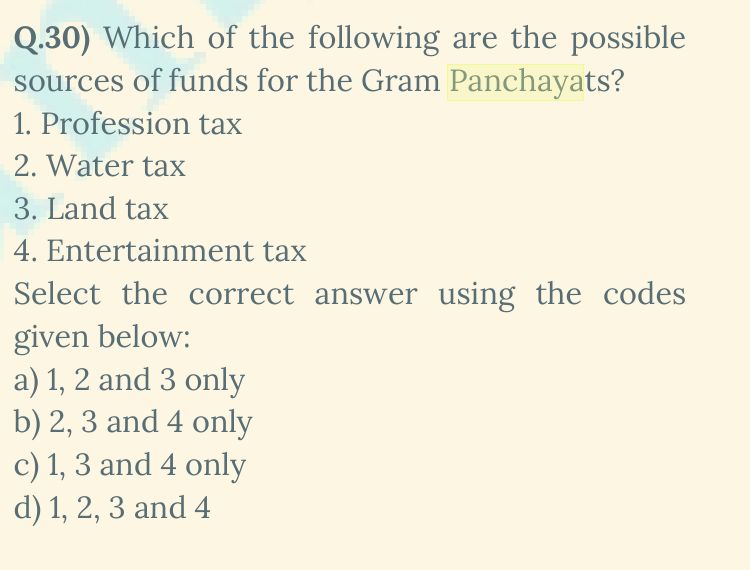 Q.30) Which of the following are the possible
sources of funds for the Gram Panchayats?
1. Profession tax
2. Water tax
3. Land tax
4. Entertainment tax
Select the correct answer using the codes
given below:
a) 1, 2 and 3 only
b) 2, 3 and 4 only
c) 1, 3 and 4 only
d) 1, 2, 3 and 4